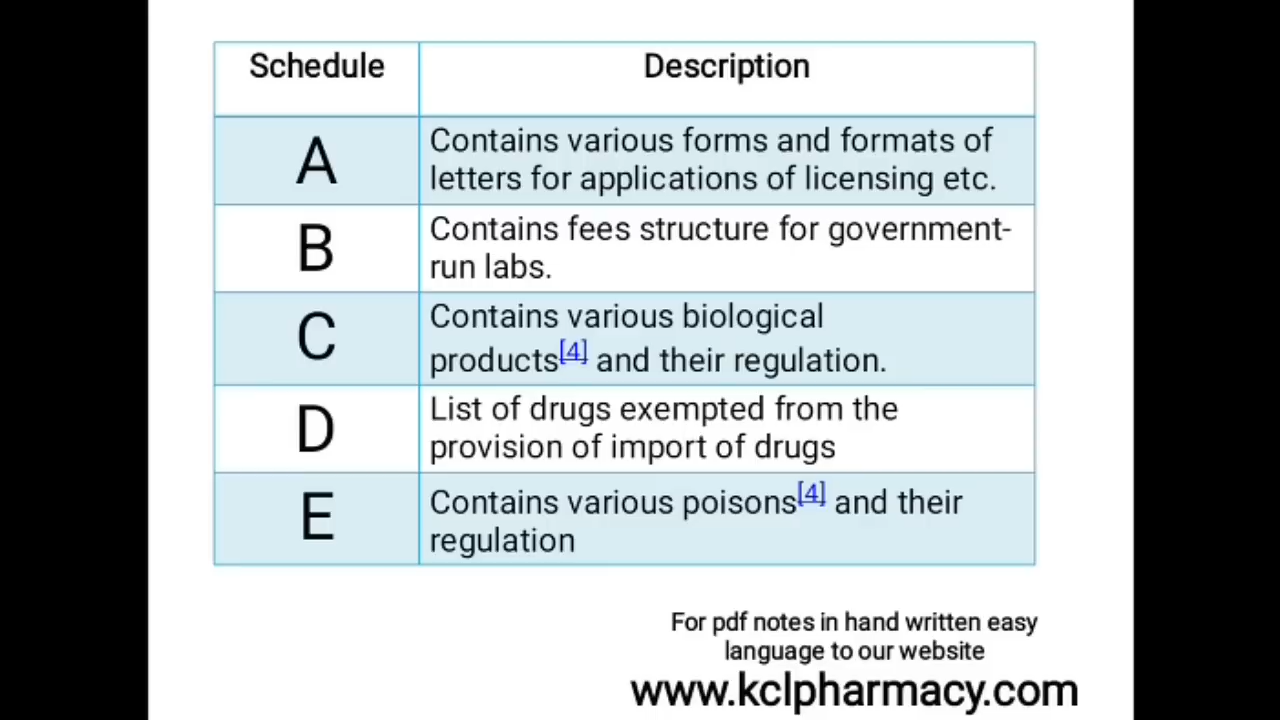 Schedule
Description
A
Contains various forms and formats of
letters for applications of licensing etc.
B
Contains fees structure for government-
run labs.
C
Contains various biological
products[4] and their regulation.
D
List of drugs exempted from the
provision of import of drugs
E
Contains various poisons[4] and their
regulation
For pdf notes in hand written easy
language to our website
www.kclpharmacy.com